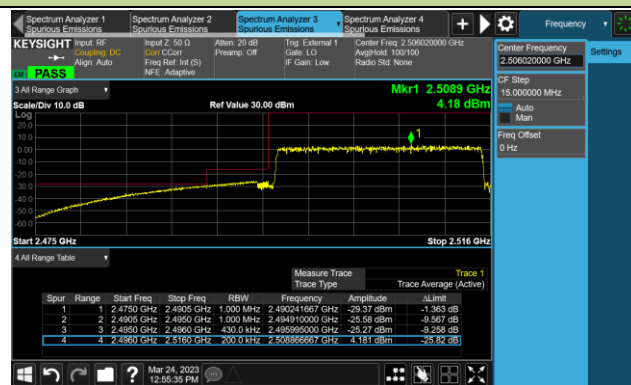 Spectrum Analyzer 1 Spectrum Analyzer 2 Spectrum Analyzer 3 Spectrum Analyzer 4 Frequency
Spurious Emissions Spurious Emissions Spurious Emissions Spurious Emissions
KEYSIGHT Input: RF Input Z: 50 Ω Atten: 20 dB Trig: External 1 Center Freq: 2.506020000 GHz
Coupling: DC Corr CCorr Preamp: Off Gate: LO Avg|Hold: 100/100
Align: Auto Freq Ref: Int (S) IF Gain: Low Radio Std: None
PASS NFE: Adaptive
Center Frequency
2.506020000 GHz
Settings
CF Step
15.000000 MHz
Auto
Man
Freq Offset
0 Hz
3 All Range Graph
Mkr1 2.5089 GHz
Scale/Div 10.0 dB Ref Value 30.00 dBm 4.18 dBm
Log
20.0
10.0
0.00
-10.0
-20.0
-30.0
-40.0
-50.0
-60.0
1
Start 2.475 GHz Stop 2.516 GHz
4 All Range Table
Measure Trace Trace 1
Trace Type Trace Average (Active)
Spur Range Start Freq Stop Freq RBW Frequency Amplitude ΔLimit
1 1 2.4750 GHz 2.4905 GHz 1.000 MHz 2.490241667 GHz -29.37 dBm -1.363 dB
2 2 2.4905 GHz 2.4950 GHz 1.000 MHz 2.494910000 GHz -25.58 dBm -9.567 dB
3 3 2.4950 GHz 2.4960 GHz 430.0 kHz 2.495995000 GHz -25.27 dBm -9.258 dB
4 4 2.4960 GHz 2.5160 GHz 200.0 kHz 2.508866667 GHz 4.181 dBm -25.82 dB
? Mar 24, 2023
12:55:35 PM